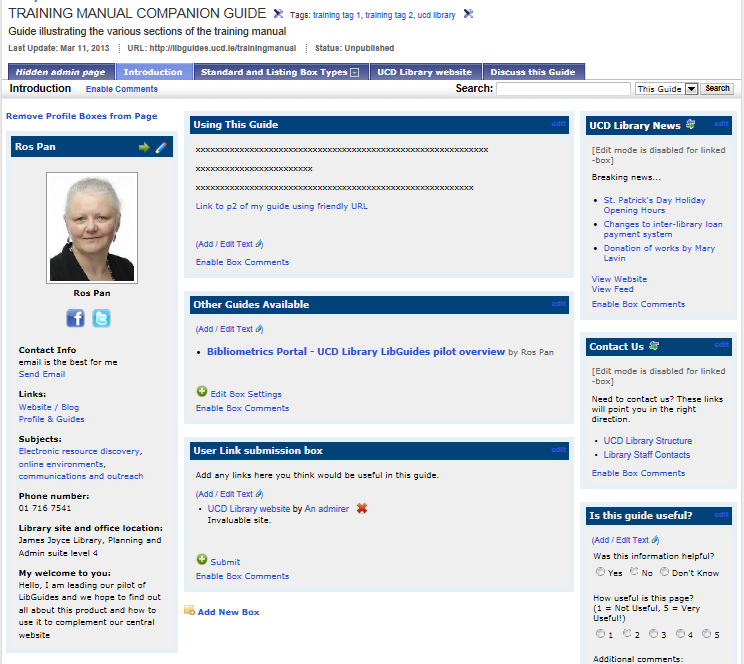 TRAINING MANUAL COMPANION GUIDE Tags: training tag 1, training tag 2, ucd library
Guide illustrating the various sections of the training manual
Last Update: Mar 11, 2013 | URL: http://libguides.ucd.ie/trainingmanual | Status: Unpublished
Hidden admin page Introduction Standard and Listing Box Types UCD Library website Discuss this Guide
Introduction Enable Comments Search: This Guide Search
Remove Profile Boxes from Page
Ros Pan
Ros Pan
Contact Info
email is the best for me
Send Email
Links:
Website / Blog
Profile & Guides
Subjects:
Electronic resource discovery,
online environments,
communications and outreach
Phone number:
01 716 7541
Library site and office location:
James Joyce Library, Planning and
Admin suite level 4
My welcome to you:
Hello, I am leading our pilot of
LibGuides and we hope to find out
all about this product and how to
use it to complement our central
website
Using This Guide edit
xxxxxxxxxxxxxxxxxxxxxxxxxxxxxxxxxxxxxxxxxxxxxxxxxxxxxxxxxxxxx
xxxxxxxxxxxxxxxxxxxxxxxx
xxxxxxxxxxxxxxxxxxxxxxxxxxxxxxxxxxxxxxxxxxxxxxxxxxxxxxxxxx
Link to p2 of my guide using friendly URL
(Add / Edit Text)
Enable Box Comments
Other Guides Available edit
(Add / Edit Text)
• Bibliometrics Portal - UCD Library LibGuides pilot overview by Ros Pan
Edit Box Settings
Enable Box Comments
User Link submission box edit
Add any links here you think would be useful in this guide.
(Add / Edit Text)
• UCD Library website by An admirer
Invaluable site.
Submit
Enable Box Comments
Add New Box
UCD Library News edit
[Edit mode is disabled for linked
-box]
Breaking news...
• St. Patrick's Day Holiday
Opening Hours
• Changes to inter-library loan
payment system
• Donation of works by Mary
Lavin
View Website
View Feed
Enable Box Comments
Contact Us edit
[Edit mode is disabled for linked
-box]
Need to contact us? These links
will point you in the right
direction.
• UCD Library Structure
• Library Staff Contacts
Enable Box Comments
Is this guide useful? edit
(Add / Edit Text)
Was this information helpful?
Yes No Don't Know
How useful is this page?
(1 = Not Useful, 5 = Very
Useful!)
1 2 3 4 5
Additional comments: